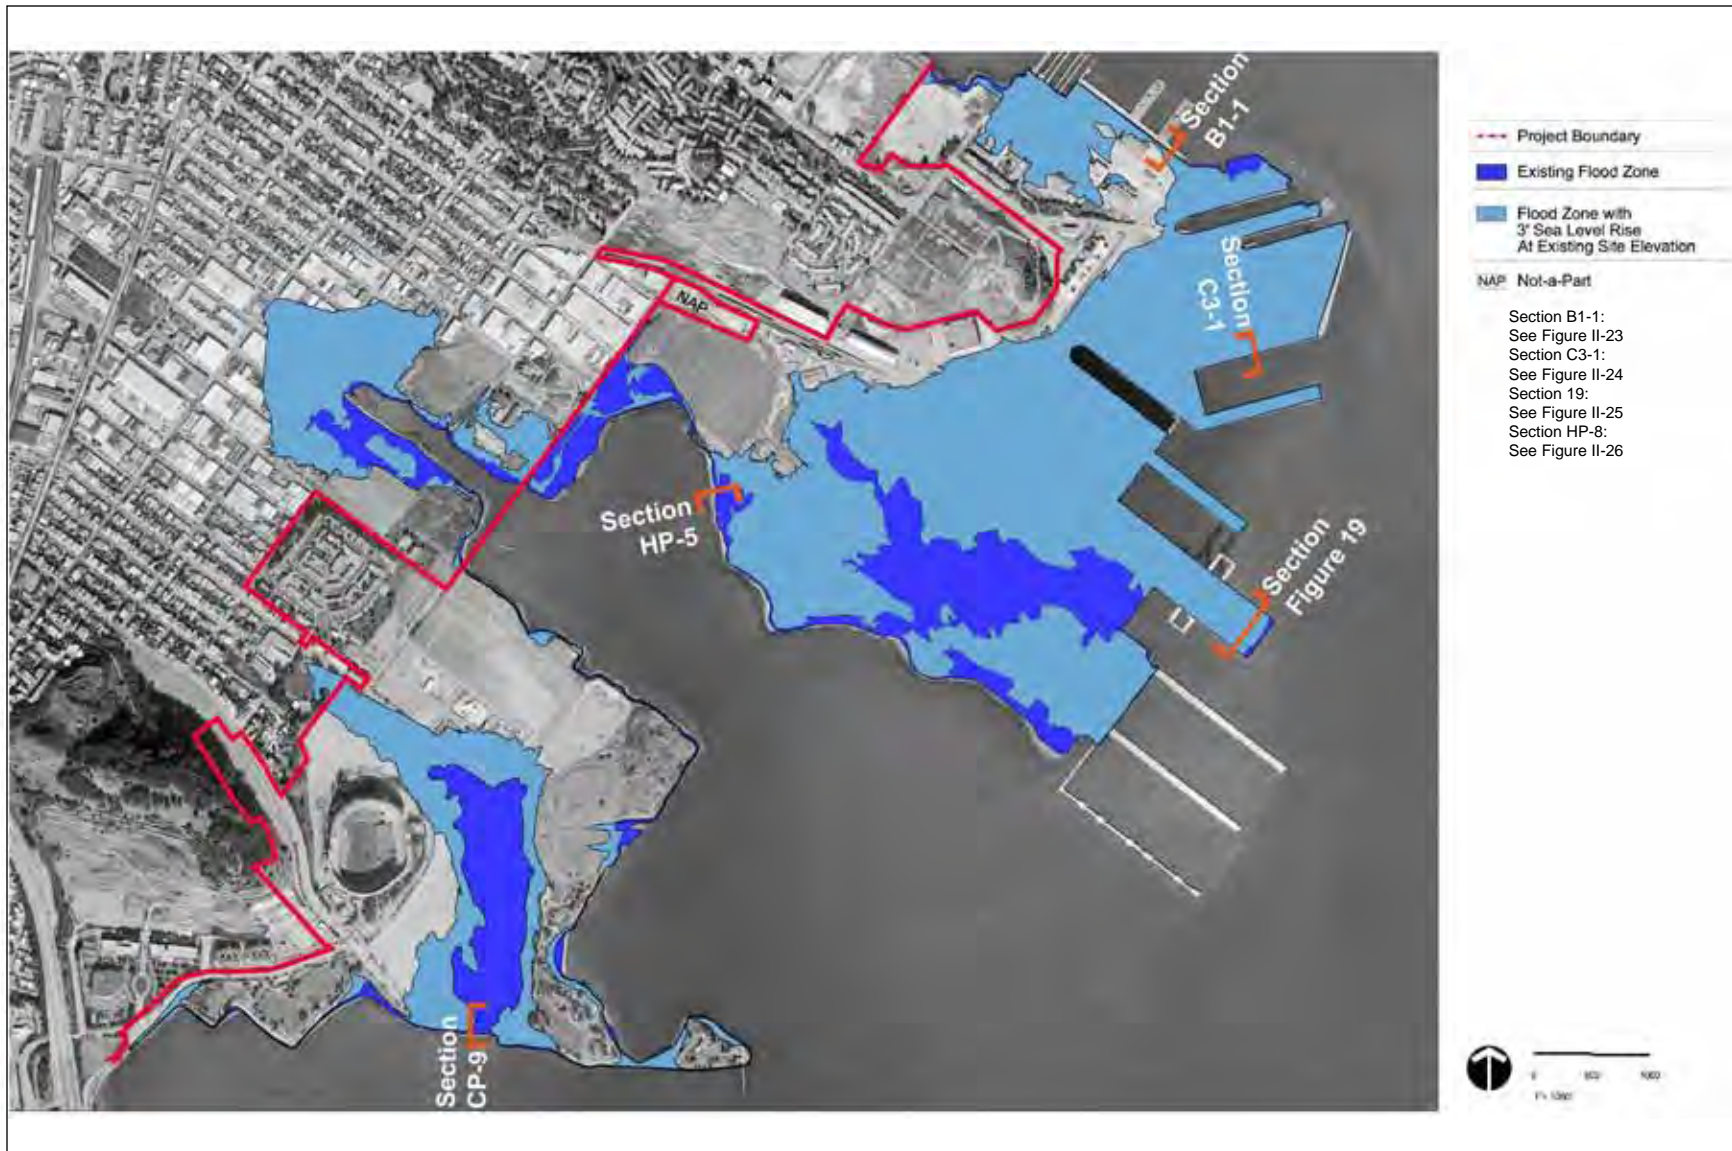 Section
B1-1
Section
C3-1
NAP
Section
HP-5
Section
Figure 19
Section
CP-9
Project Boundary
Existing Flood Zone
Flood Zone with
3' Sea Level Rise
At Existing Site Elevation
NAP Not-a-Part
Section B1-1:
See Figure II-23
Section C3-1:
See Figure II-24
Section 19:
See Figure II-25
Section HP-8:
See Figure II-26